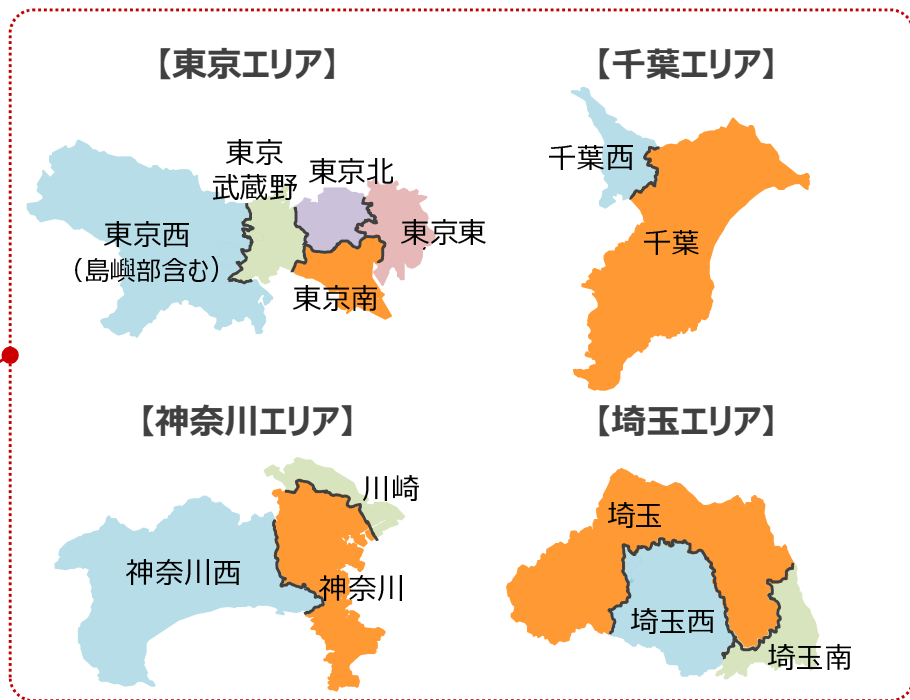 【東京エリア】
東京
武蔵野
東京北
東京西
（島嶼部含む）
東京東
東京南
【千葉エリア】
千葉西
千葉
【神奈川エリア】
川崎
神奈川西
神奈川
【埼玉エリア】
埼玉
埼玉西
埼玉南